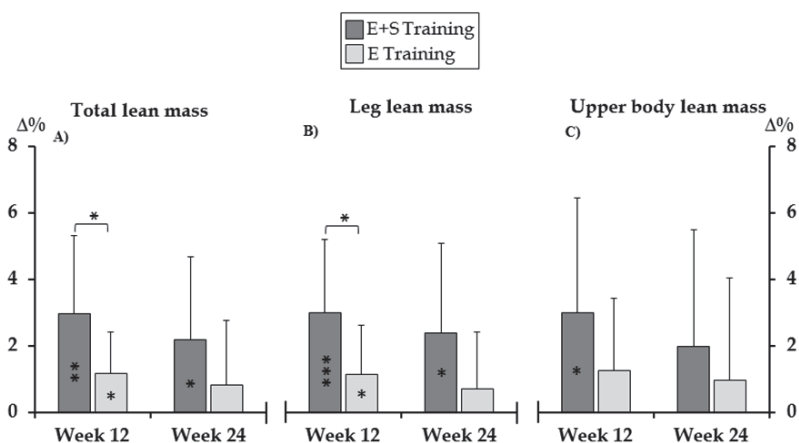 E+S Training
E Training
Total lean mass
Leg lean mass
Upper body lean mass
Δ%
A)
B)
C)
Δ%
8
8
6
*
*
6
4
4
2
**
*
*
***
*
*
*
2
0
0
Week 12
Week 24
Week 12
Week 24
Week 12
Week 24